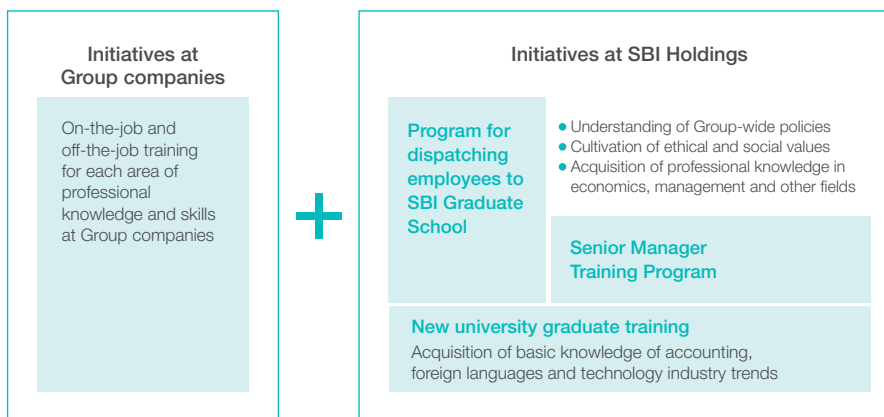 Initiatives at
Group companies
On-the-job and
off-the-job training
for each area of
professional
knowledge and skills
at Group companies
+
Initiatives at SBI Holdings
Program for
dispatching
employees to
SBI Graduate
School
● Understanding of Group-wide policies
● Cultivation of ethical and social values
● Acquisition of professional knowledge in
economics, management and other fields
Senior Manager
Training Program
New university graduate training
Acquisition of basic knowledge of accounting,
foreign languages and technology industry trends